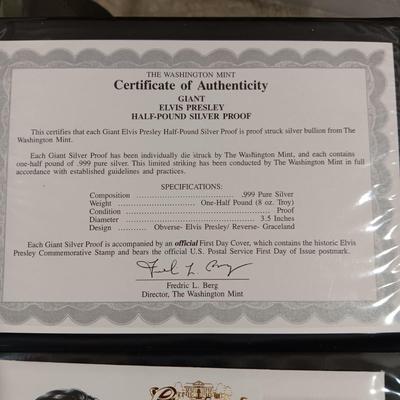 THE WASHINGTON MINT
Certificate of Authenticity
GIANT
ELVIS PRESLEY
HALF-POUND SILVER PROOF
This certifies that each Giant Elvis Presley Half-Pound Silver Proof is proof struck silver bullion from The
Washington Mint.
Each Giant Silver Proof has been individually die struck by The Washington Mint, and each contains
one-half pound of .999 pure silver. This limited striking has been conducted by The Washington Mint in full
accordance with established guidelines and practices.
SPECIFICATIONS:
Composition .................... .999 Pure Silver
Weight .................... One-Half Pound (8 oz. Troy)
Condition .................... Proof
Diameter .................... 3.5 Inches
Design .......... Obverse- Elvis Presley/ Reverse- Graceland
Each Giant Silver Proof is accompanied by an official First Day Cover, which contains the historic Elvis
Presley Commemorative Stamp and bears the official U.S. Postal Service First Day of Issue postmark.
Fredric L. Berg
Director, The Washington Mint